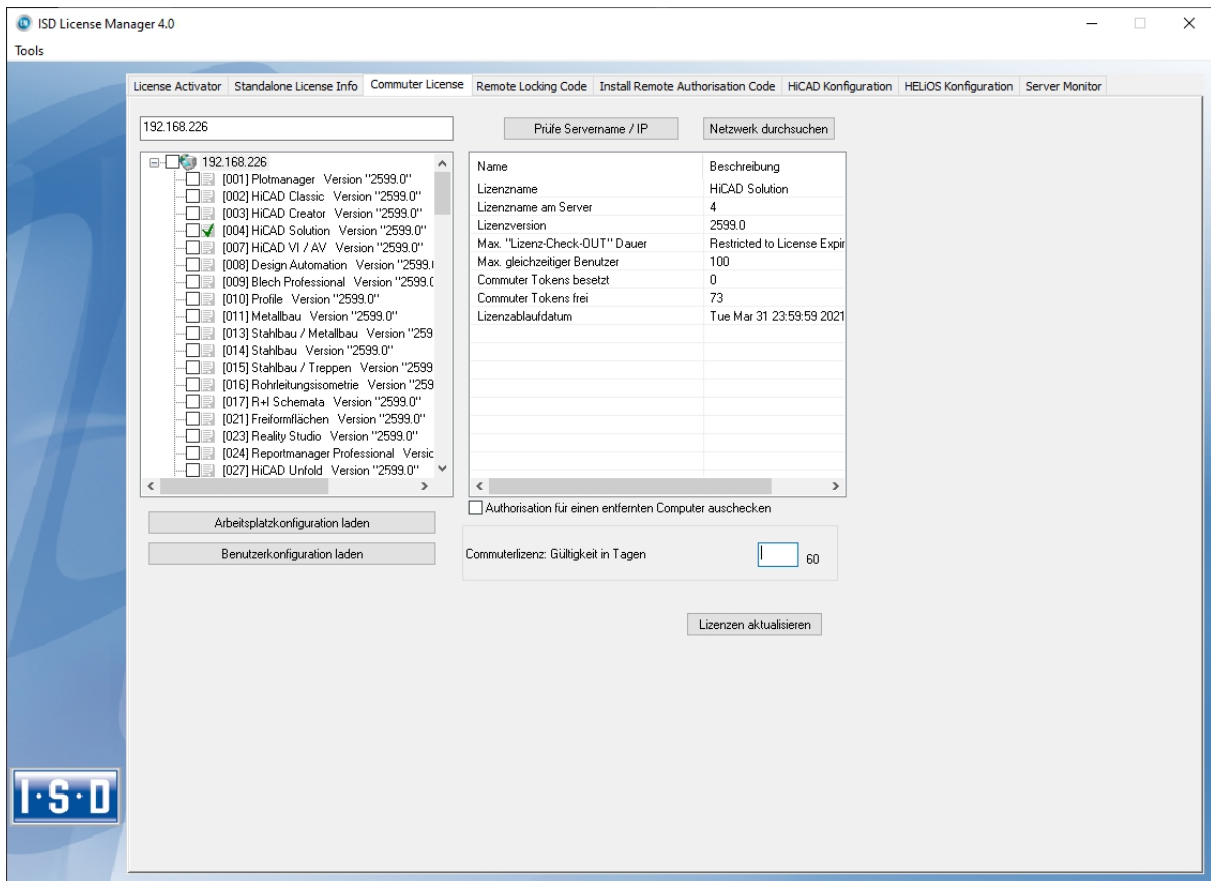 ISD License Manager 4.0
Tools
License Activator Standalone License Info Commuter License Remote Locking Code Install Remote Authorisation Code HiCAD Konfiguration HELiOS Konfiguration Server Monitor
192.168.226
Prüfe Servername / IP
Netzwerk durchsuchen
192.168.226
[001] Plotmanager Version "2599.0"
[002] HiCAD Classic Version "2599.0"
[003] HiCAD Creator Version "2599.0"
[004] HiCAD Solution Version "2599.0"
[007] HiCAD VI / AV Version "2599.0"
[008] Design Automation Version "2599.
[009] Blech Professional Version "2599.0
[010] Profile Version "2599.0"
[011] Metallbau Version "2599.0"
[013] Stahlbau / Metallbau Version "259
[014] Stahlbau Version "2599.0"
[015] Stahlbau / Treppen Version "2599
[016] Rohrleitungsisometrie Version "259
[017] R+I Schemata Version "2599.0"
[021] Freiformflächen Version "2599.0"
[023] Reality Studio Version "2599.0"
[024] Reportmanager Professional Versic
[027] HiCAD Unfold Version "2599.0"
Name Beschreibung
Lizenzname HiCAD Solution
Lizenzname am Server 4
Lizenzversion 2599.0
Max. "Lizenz-Check-OUT" Dauer Restricted to License Expir
Max. gleichzeitiger Benutzer 100
Commuter Tokens besetzt 0
Commuter Tokens frei 73
Lizenzablaufdatum Tue Mar 31 23:59:59 2021
Authorisation für einen entfernten Computer auschecken
Arbeitsplatzkonfiguration laden
Benutzerkonfiguration laden
Commuterlizenz: Gültigkeit in Tagen 60
Lizenzen aktualisieren
I·S·D